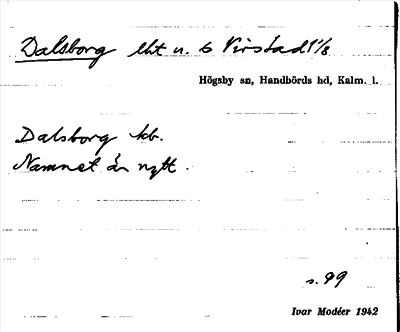 Dalsborg lht u. 6 Virstad 1/8
Högsby sn, Handbörds hd, Kalm. l.
Dalsborg kb.
Namnet är nytt.
s. 99
Ivar Modéer 1942